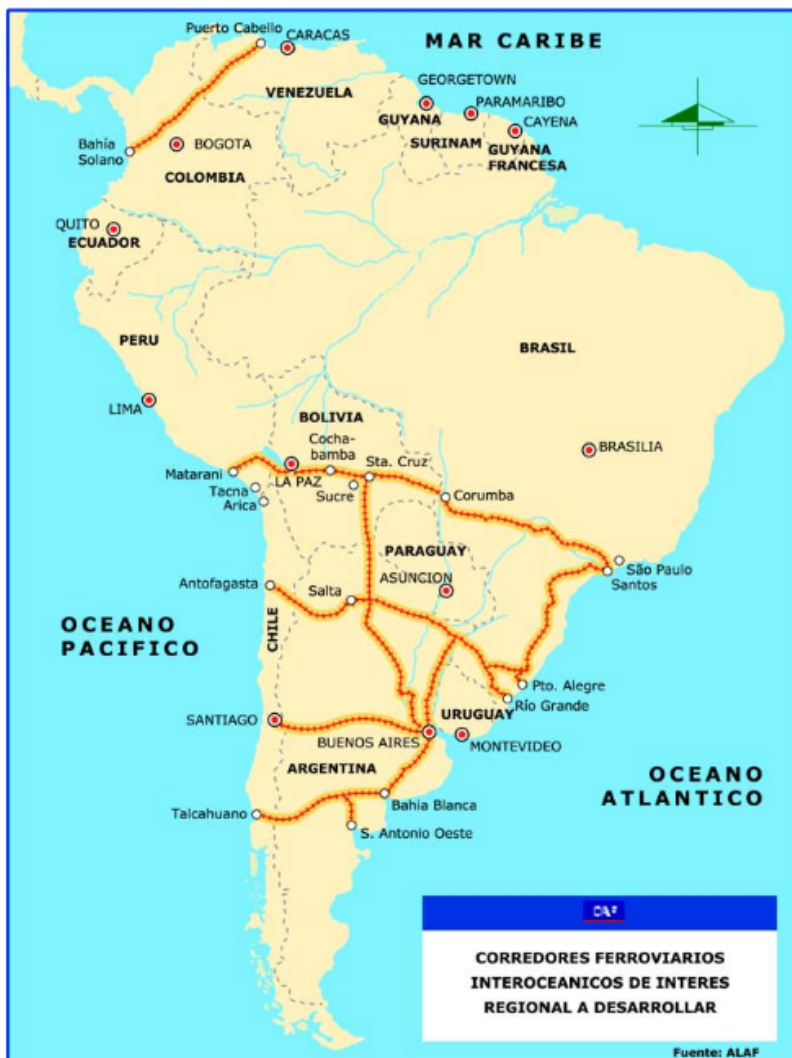 Puerto Cabello
CARACAS
MAR CARIBE
VENEZUELA
GEORGETOWN
PARAMARIBO
GUYANA
CAYENA
SURINAM
GUYANA
FRANCESA
Bahía
Solano
BOGOTA
COLOMBIA
QUITO
ECUADOR
PERU
BRASIL
LIMA
BOLIVIA
Cocha-
bamba
Sta. Cruz
BRASILIA
Matarani
LA PAZ
Tacna
Sucre
Corumba
Arica
PARAGUAY
São Paulo
Santos
Antofagasta
Salta
ASÚNCION
OCEANO
PACIFICO
CHILE
Pto. Alegre
Río Grande
SANTIAGO
URUGUAY
BUENOS AIRES
MONTEVIDEO
ARGENTINA
OCEANO
ATLANTICO
Bahia Blanca
Talcahuano
S. Antonio Oeste
CORREDORES FERROVIARIOS
INTEROCEANICOS DE INTERES
REGIONAL A DESARROLLAR
Fuente: ALAF